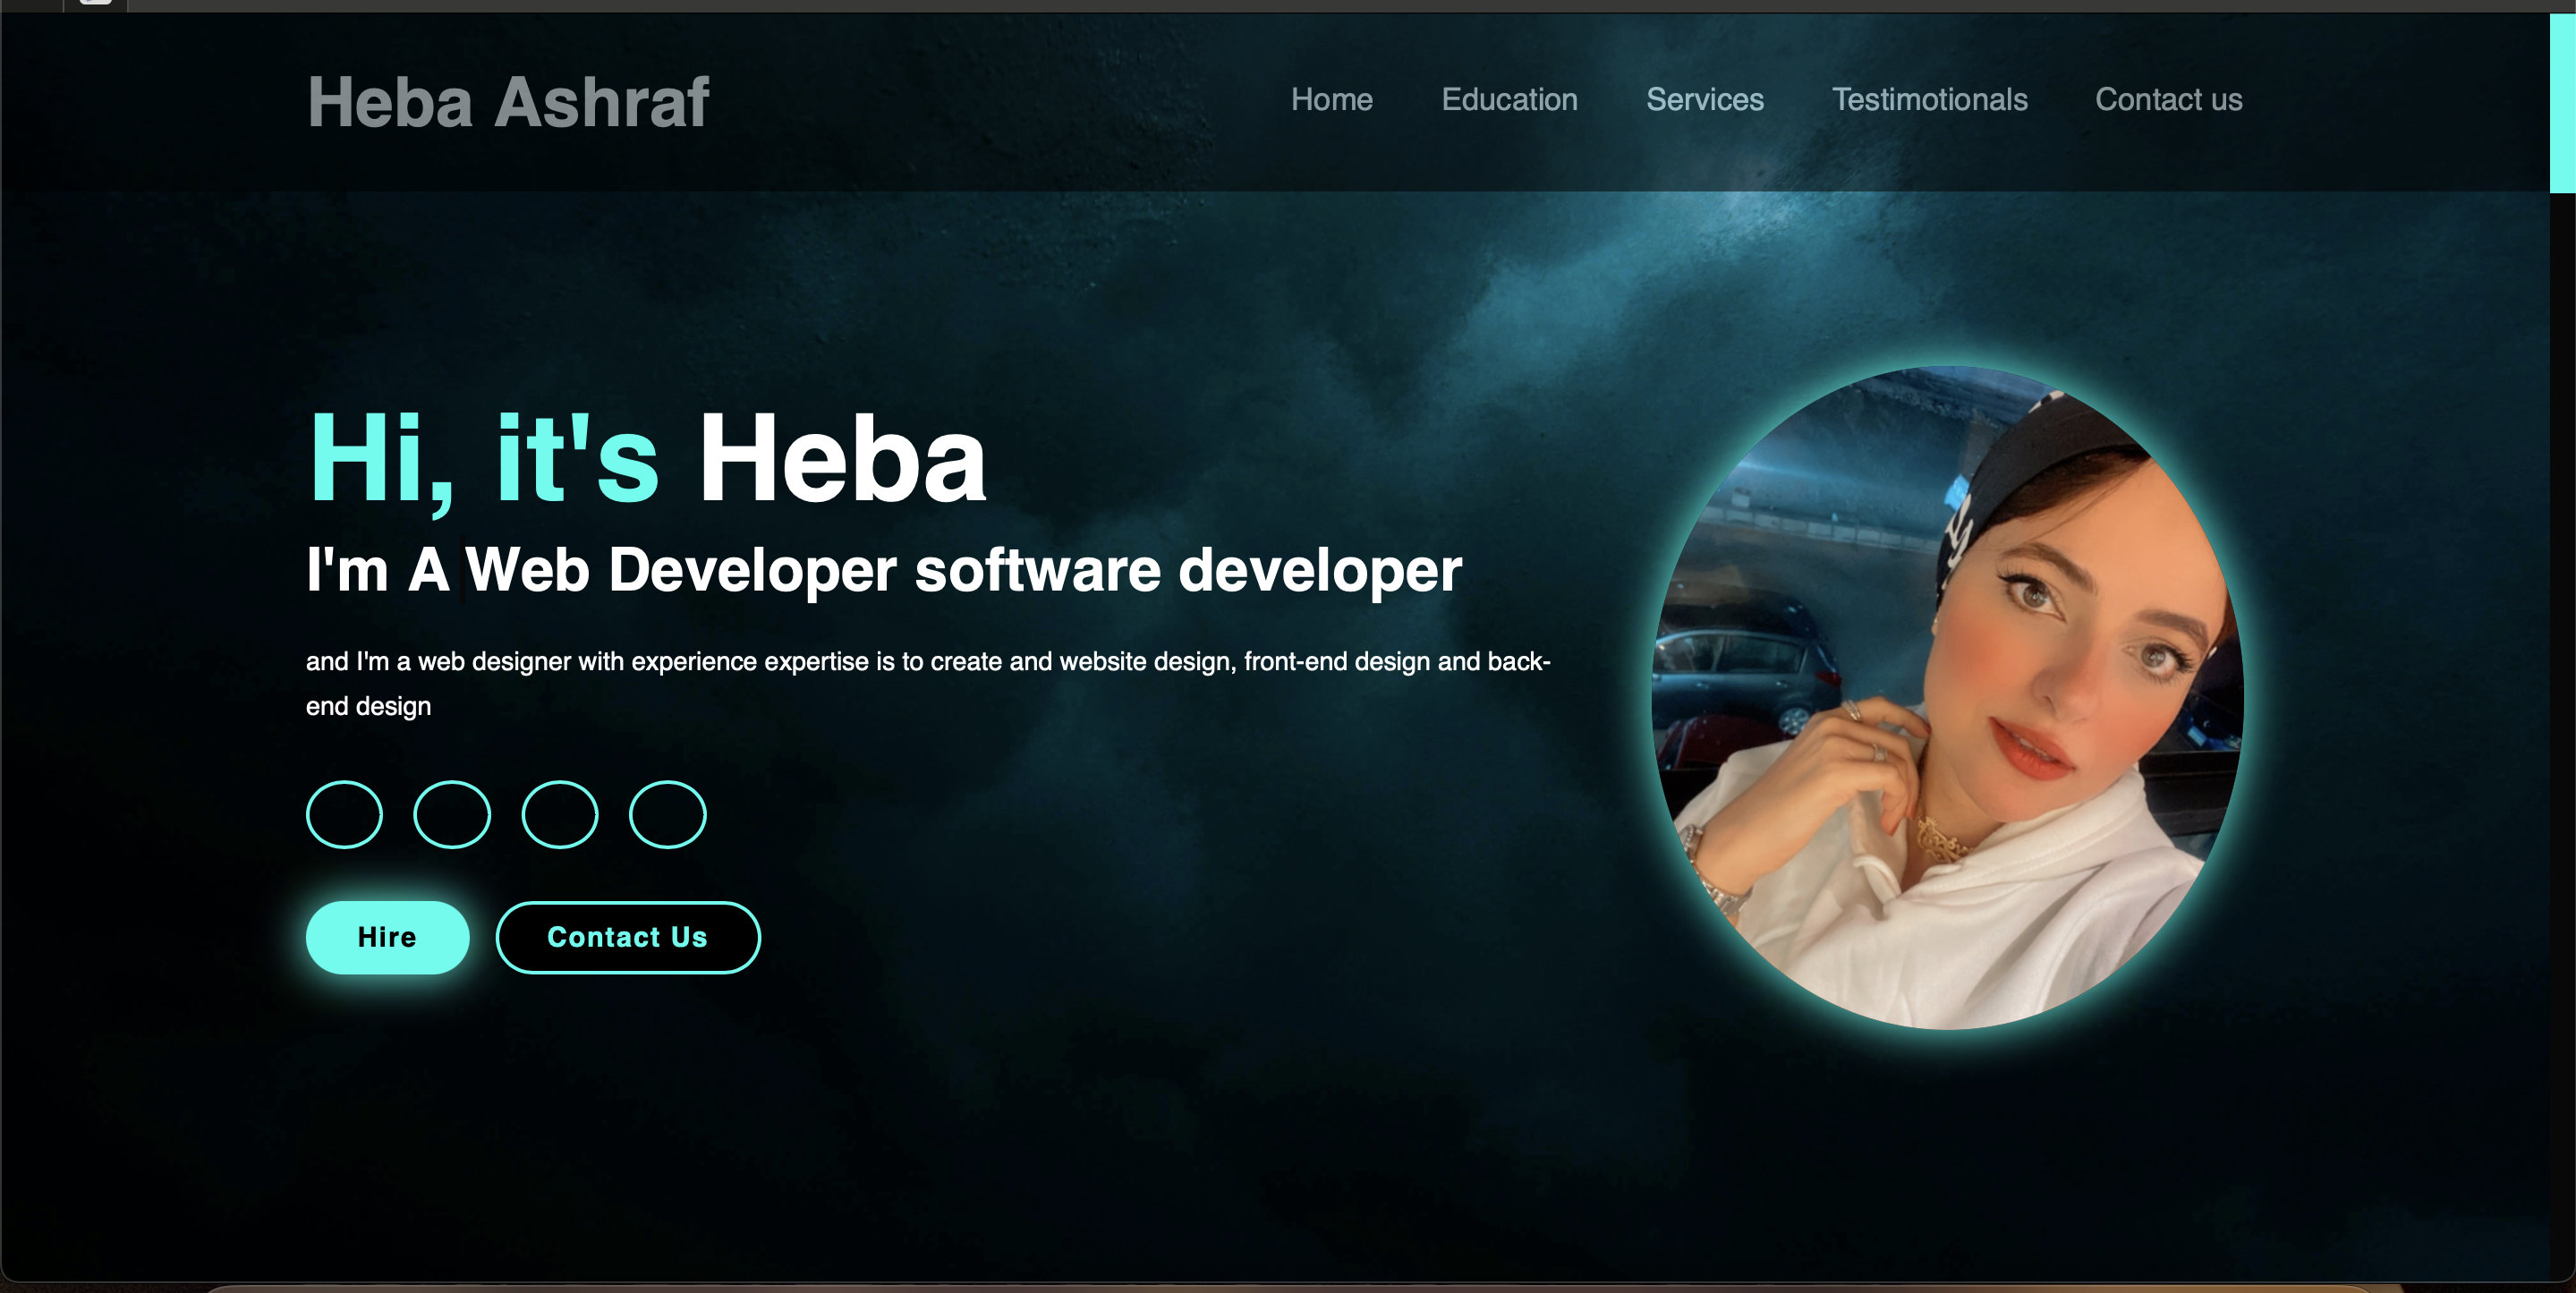 Heba Ashraf
Home Education Services Testimotionals Contact us
Hi, it's Heba
I'm A Web Developer software developer
and I'm a web designer with experience expertise is to create and website design, front-end design and back-
end design
Hire Contact Us